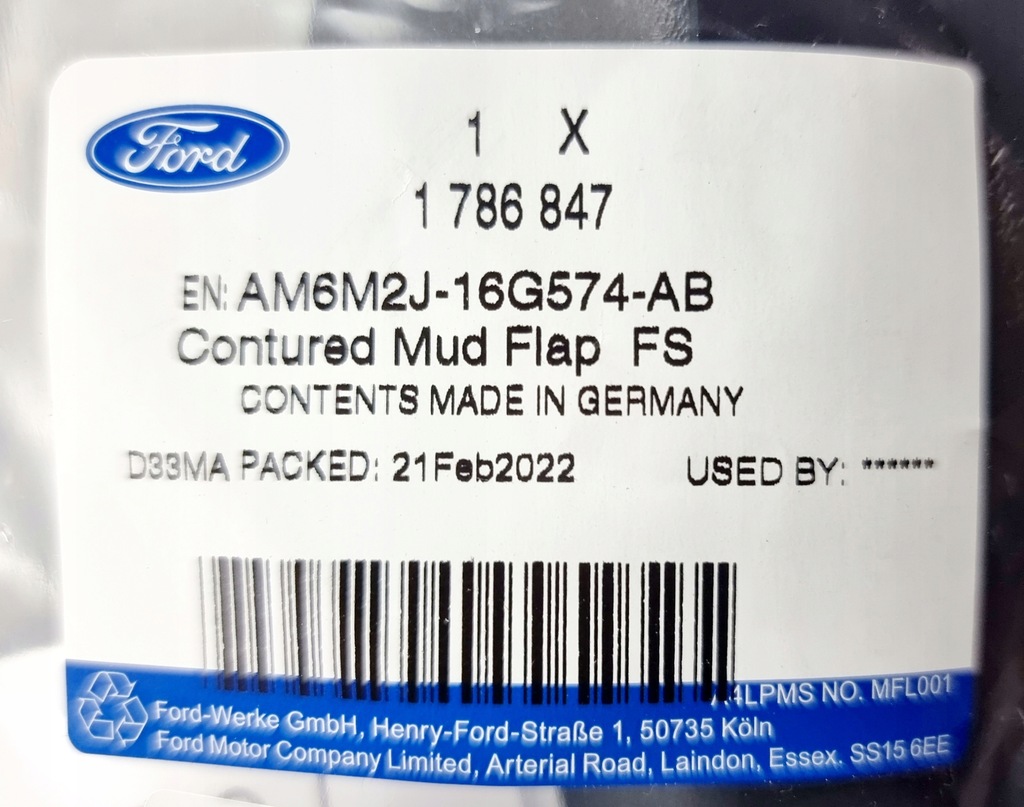 Ford
1 X
1 786 847
EN: AM6M2J-16G574-AB
Contured Mud Flap FS
CONTENTS MADE IN GERMANY
D33MA PACKED: 21Feb2022 USED BY: ******
NO. MFL001
Ford-Werke GmbH, Henry-Ford-Straße 1, 50735 Köln
Ford Motor Company Limited, Arterial Road, Laindon, Essex. SS15 6EE